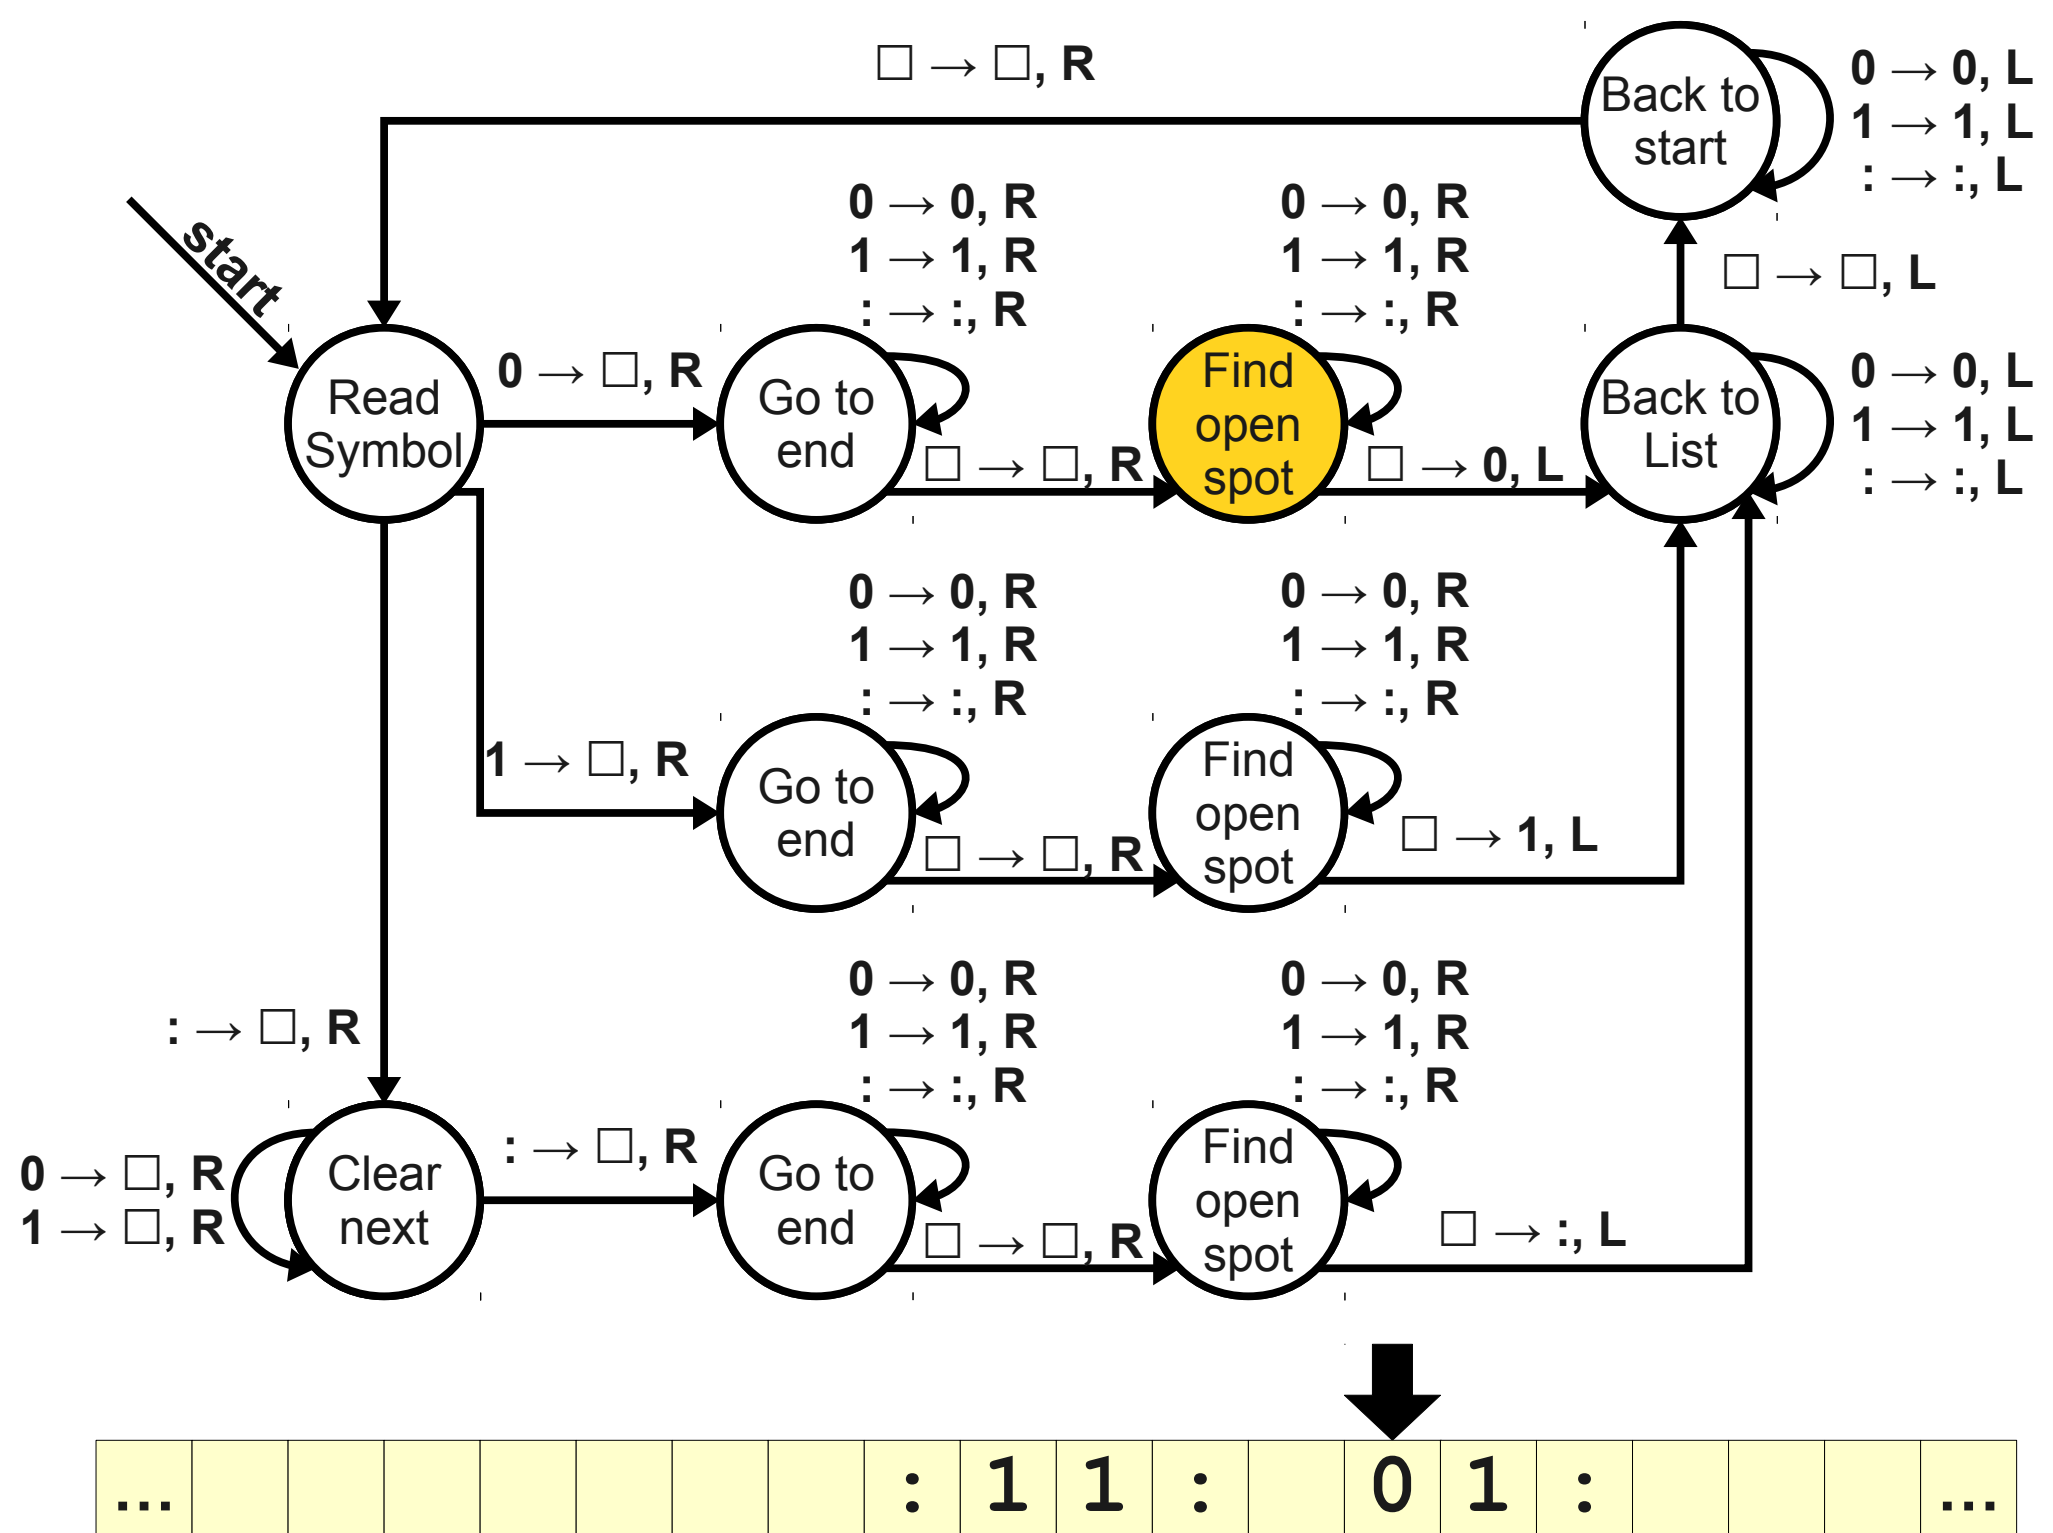 □ → □, R
Back to
start
0 → 0, L
1 → 1, L
: → :, L
start
0 → 0, R
1 → 1, R
: → :, R
0 → 0, R
1 → 1, R
: → :, R
□ → □, L
Read
Symbol
0 → □, R
Go to
end
□ → □, R
Find
open
spot
□ → 0, L
Back to
List
0 → 0, L
1 → 1, L
: → :, L
0 → 0, R
1 → 1, R
: → :, R
0 → 0, R
1 → 1, R
: → :, R
1 → □, R
Go to
end
□ → □, R
Find
open
spot
□ → 1, L
0 → 0, R
1 → 1, R
: → :, R
0 → 0, R
1 → 1, R
: → :, R
: → □, R
0 → □, R
1 → □, R
Clear
next
: → □, R
Go to
end
□ → □, R
Find
open
spot
□ → :, L
... : 1 1 : 0 1 : ...